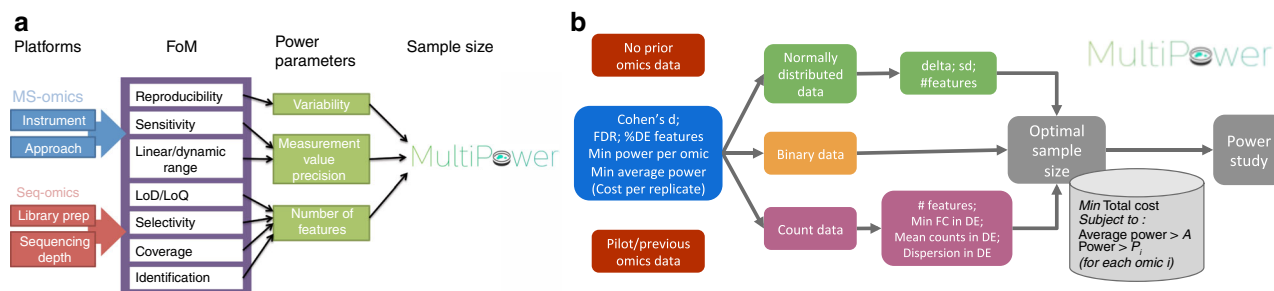 a
Platforms
FoM
Power
parameters
Sample size
MS-omics
Instrument
Approach
Seq-omics
Library prep
Sequencing
depth
Reproducibility
Sensitivity
Linear/dynamic
range
LoD/LoQ
Selectivity
Coverage
Identification
Variability
Measurement
value
precision
Number of
features
MultiPower
b
No prior
omics data
Cohen's d;
FDR; %DE features
Min power per omic
Min average power
(Cost per replicate)
Pilot/previous
omics data
Normally
distributed
data
Binary data
Count data
delta; sd;
#features
# features;
Min FC in DE;
Mean counts in DE;
Dispersion in DE
MultiPower
Optimal
sample
size
Min Total cost
Subject to :
Average power > A
Power > Pi
(for each omic i)
Power
study